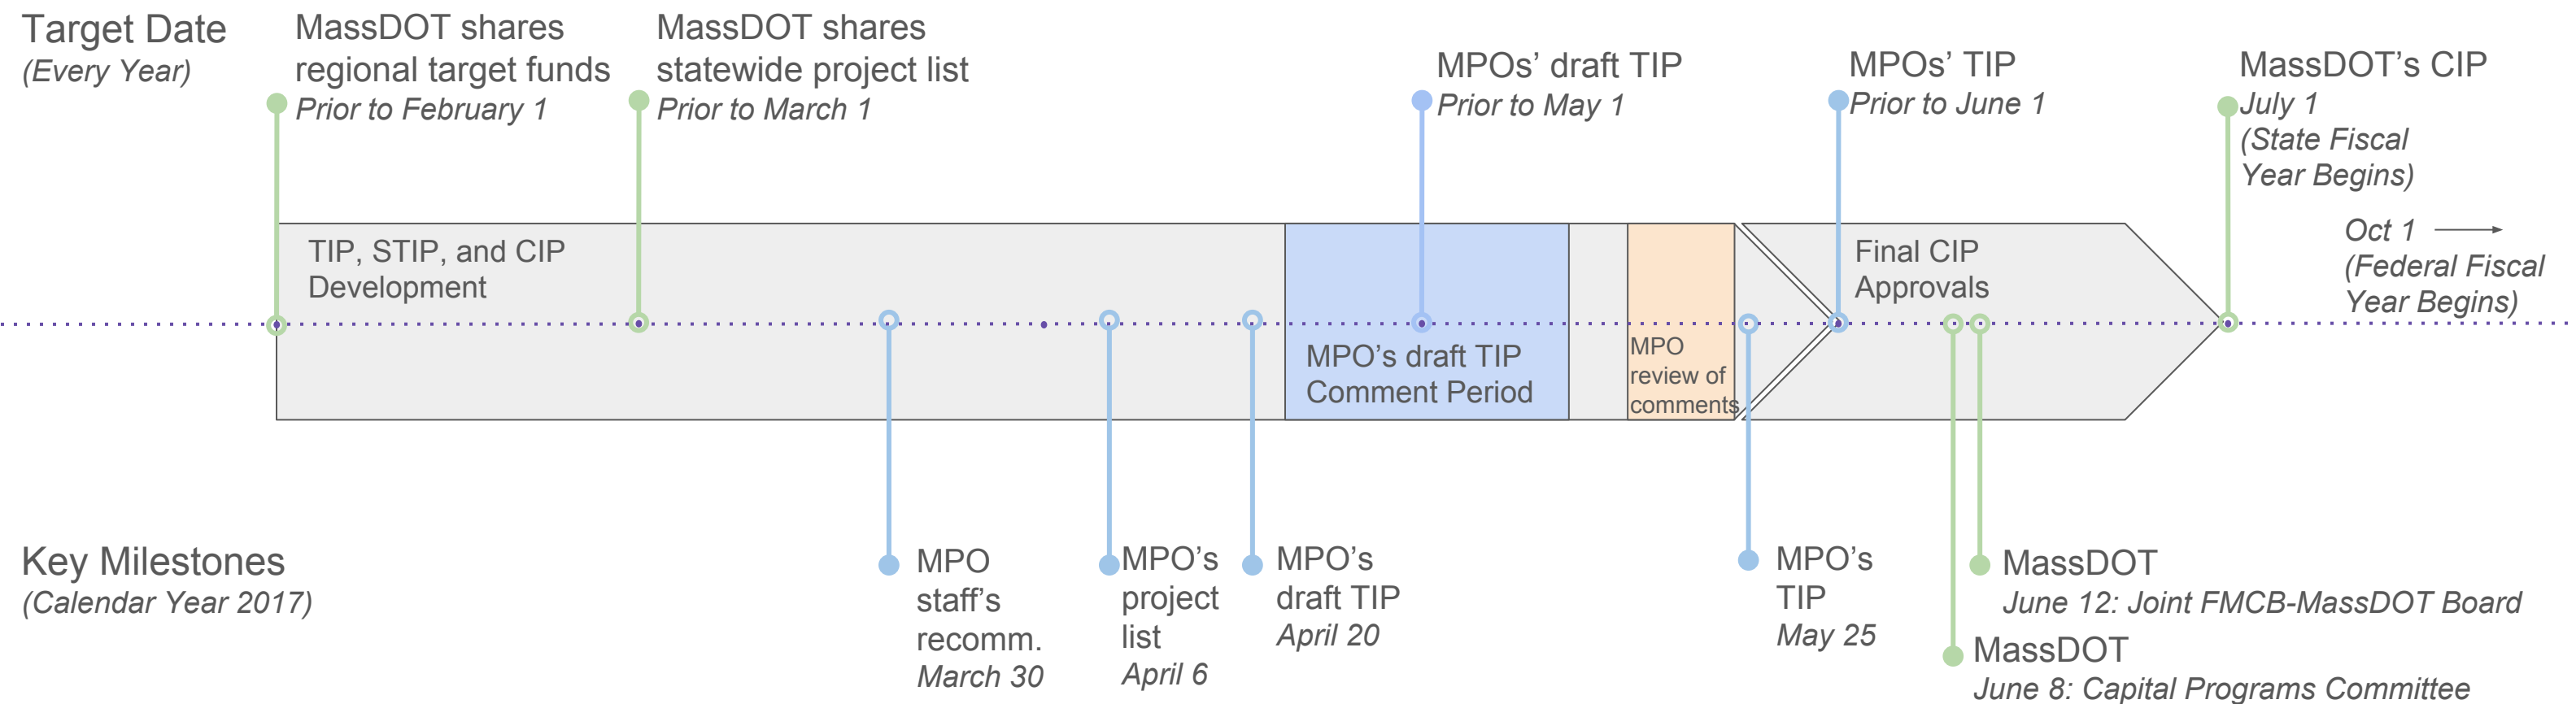 Target Date
(Every Year)
MassDOT shares
regional target funds
Prior to February 1
MassDOT shares
statewide project list
Prior to March 1
MPOs’ draft TIP
Prior to May 1
MPOs’ TIP
Prior to June 1
MassDOT’s CIP
July 1
(State Fiscal
Year Begins)
Oct 1
(Federal Fiscal
Year Begins)
TIP, STIP, and CIP
Development
MPO’s draft TIP
Comment Period
MPO
review of
comments
Final CIP
Approvals
Key Milestones
(Calendar Year 2017)
MPO
staff’s
recomm.
March 30
MPO’s
project
list
April 6
MPO’s
draft TIP
April 20
MPO’s
TIP
May 25
MassDOT
June 12: Joint FMCB-MassDOT Board
MassDOT
June 8: Capital Programs Committee